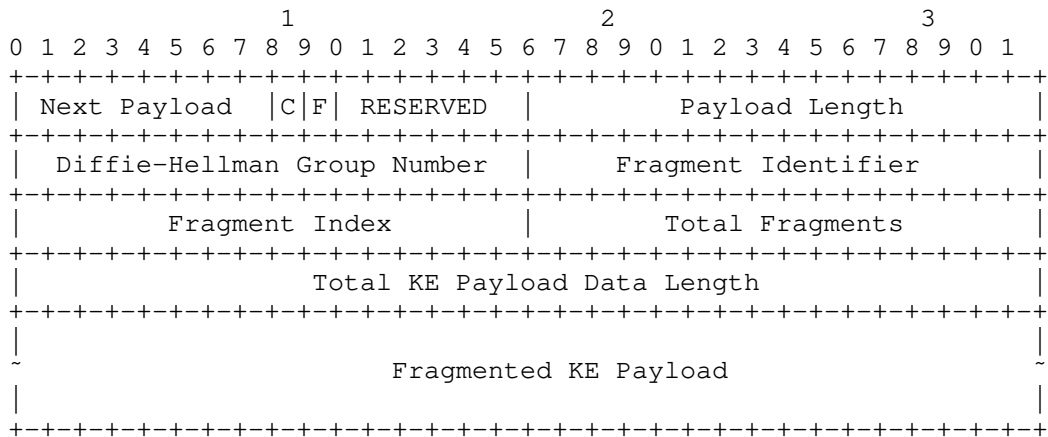 1                   2                   3
 0 1 2 3 4 5 6 7 8 9 0 1 2 3 4 5 6 7 8 9 0 1 2 3 4 5 6 7 8 9 0 1
+-+-+-+-+-+-+-+-+-+-+-+-+-+-+-+-+-+-+-+-+-+-+-+-+-+-+-+-+-+-+-+-+
| Next Payload  |C|F| RESERVED  |         Payload Length        |
+-+-+-+-+-+-+-+-+-+-+-+-+-+-+-+-+-+-+-+-+-+-+-+-+-+-+-+-+-+-+-+-+
|  Diffie-Hellman Group Number  |     Fragment Identifier       |
+-+-+-+-+-+-+-+-+-+-+-+-+-+-+-+-+-+-+-+-+-+-+-+-+-+-+-+-+-+-+-+-+
|         Fragment Index        |        Total Fragments        |
+-+-+-+-+-+-+-+-+-+-+-+-+-+-+-+-+-+-+-+-+-+-+-+-+-+-+-+-+-+-+-+-+
|                  Total KE Payload Data Length                 |
+-+-+-+-+-+-+-+-+-+-+-+-+-+-+-+-+-+-+-+-+-+-+-+-+-+-+-+-+-+-+-+-+
|                                                               |
~                       Fragmented KE Payload                   ~
|                                                               |
+-+-+-+-+-+-+-+-+-+-+-+-+-+-+-+-+-+-+-+-+-+-+-+-+-+-+-+-+-+-+-+-+